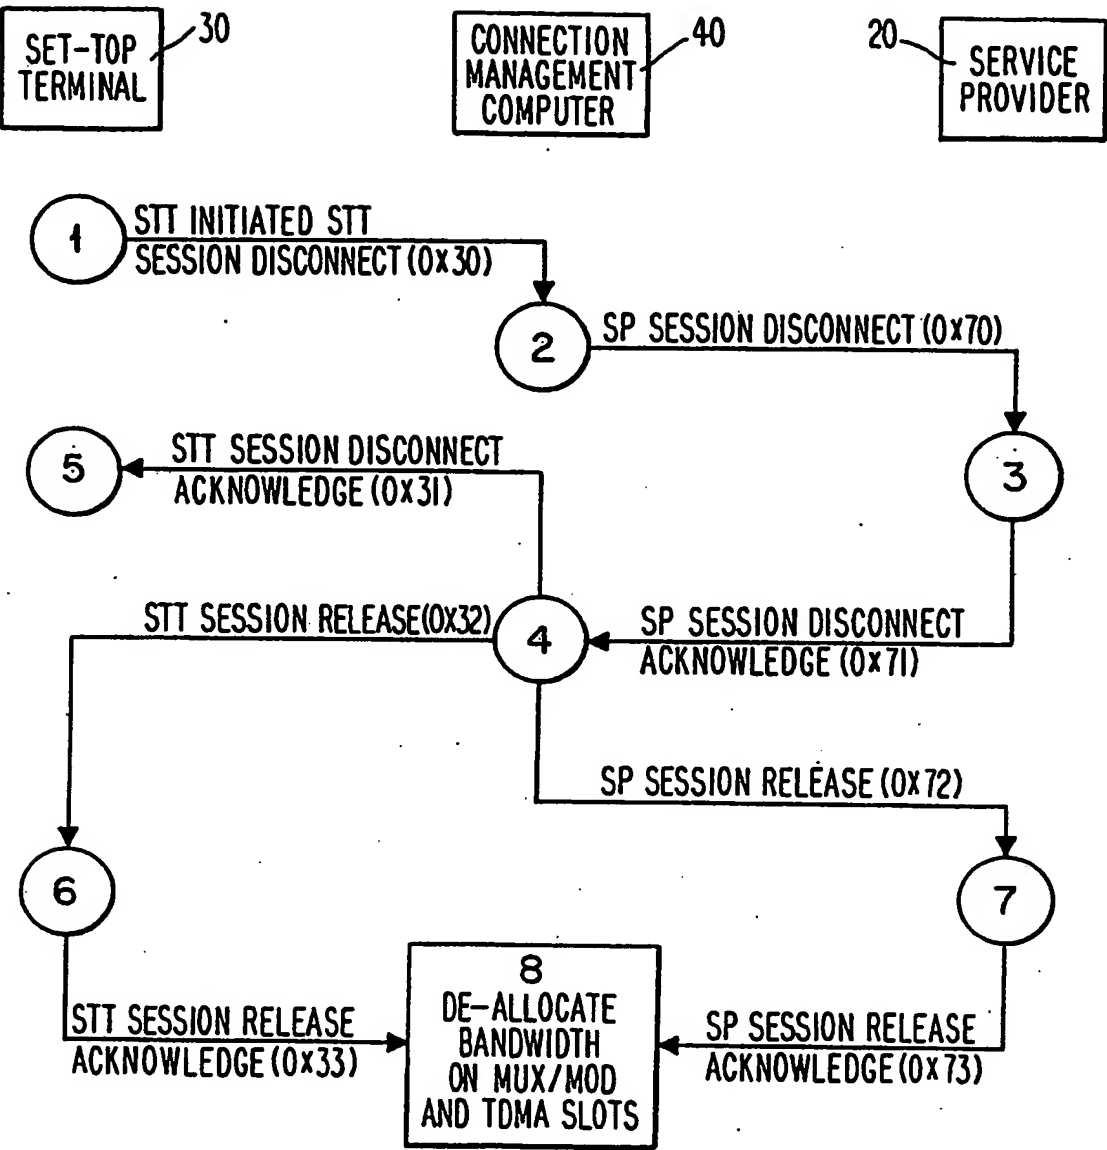 SET-TOP
TERMINAL
30
CONNECTION
MANAGEMENT
COMPUTER
40
20
SERVICE
PROVIDER
1
STT INITIATED STT
SESSION DISCONNECT (0X30)
2
SP SESSION DISCONNECT (0X70)
3
5
STT SESSION DISCONNECT
ACKNOWLEDGE (0X31)
STT SESSION RELEASE (0X32)
4
SP SESSION DISCONNECT
ACKNOWLEDGE (0X71)
SP SESSION RELEASE (0X72)
6
7
STT SESSION RELEASE
ACKNOWLEDGE (0X33)
8
DE-ALLOCATE
BANDWIDTH
ON MUX/MOD
AND TDMA SLOTS
SP SESSION RELEASE
ACKNOWLEDGE (0X73)